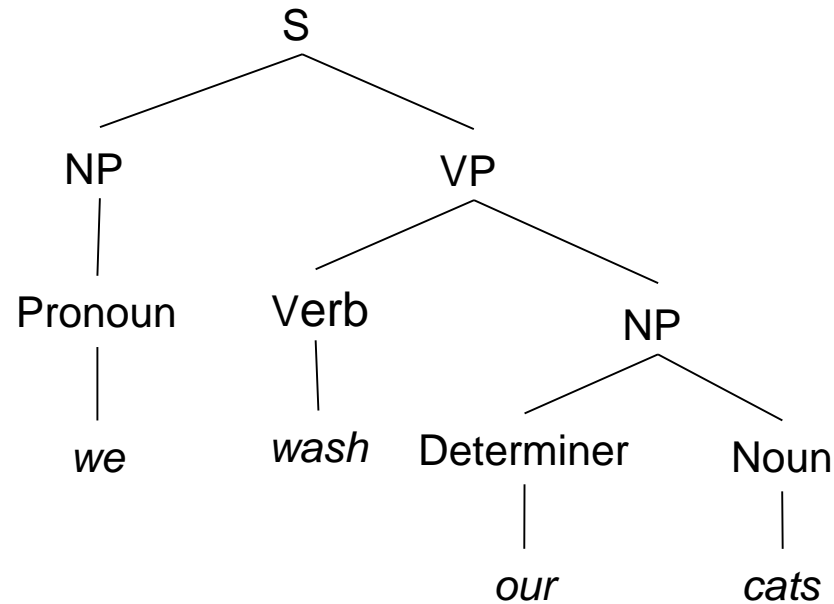 S
NP VP
Pronoun Verb NP
we wash Determiner Noun
our cats